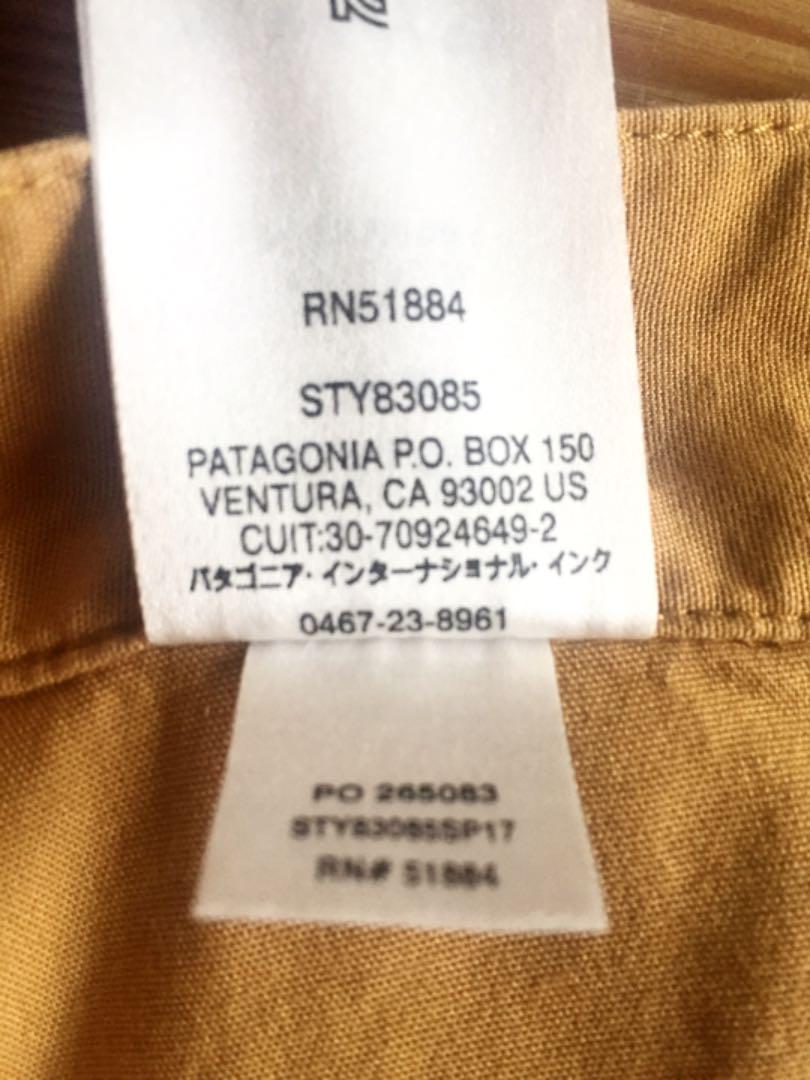 RN51884
STY83085
PATAGONIA P.O. BOX 150
VENTURA, CA 93002 US
CUIT:30-70924649-2
パタゴニア・インターナショナル・インク
0467-23-8961
PO 265083
STY83085SP17
RN# 51884